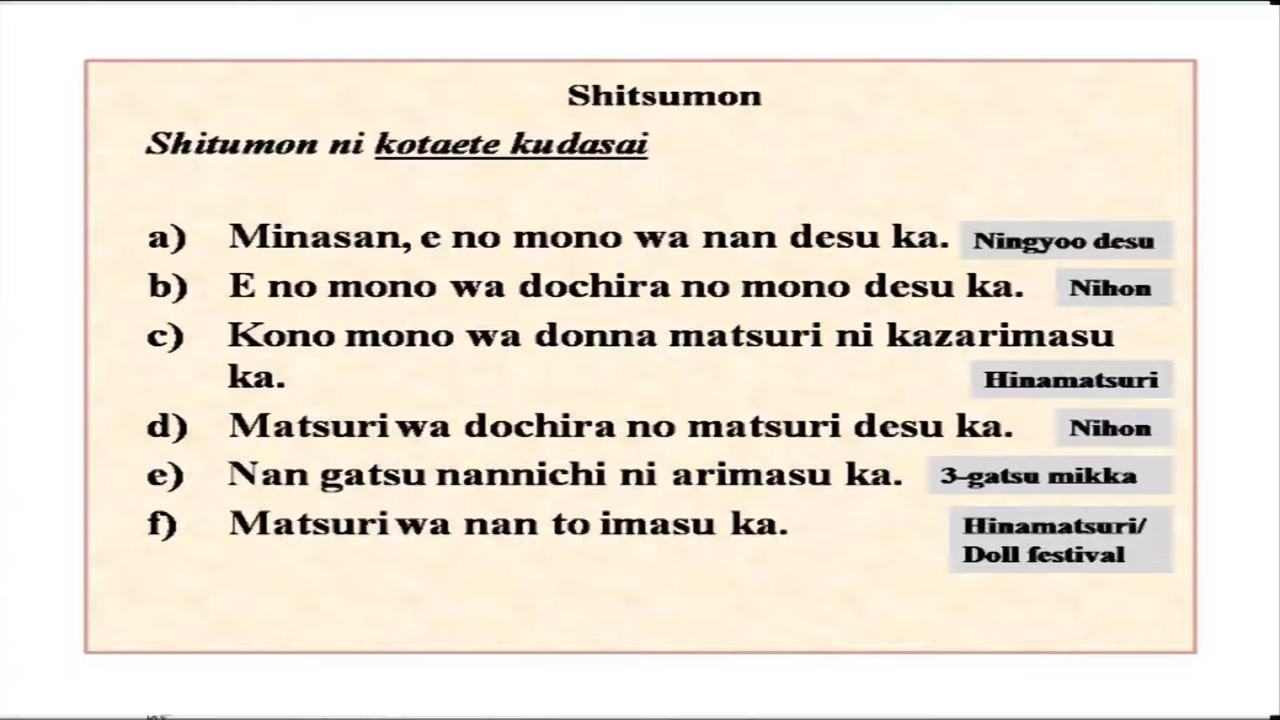 Shitsumon
Shitumon ni kotaete kudasai
a) Minasan, e no mono wa nan desu ka. Ningyoo desu
b) E no mono wa dochira no mono desu ka. Nihon
c) Kono mono wa donna matsuri ni kazarimasu
ka. Hinamatsuri
d) Matsuri wa dochira no matsuri desu ka. Nihon
e) Nan gatsu nannichi ni arimasu ka. 3-gatsu mikka
f) Matsuri wa nan to imasu ka. Hinamatsuri/
Doll festival